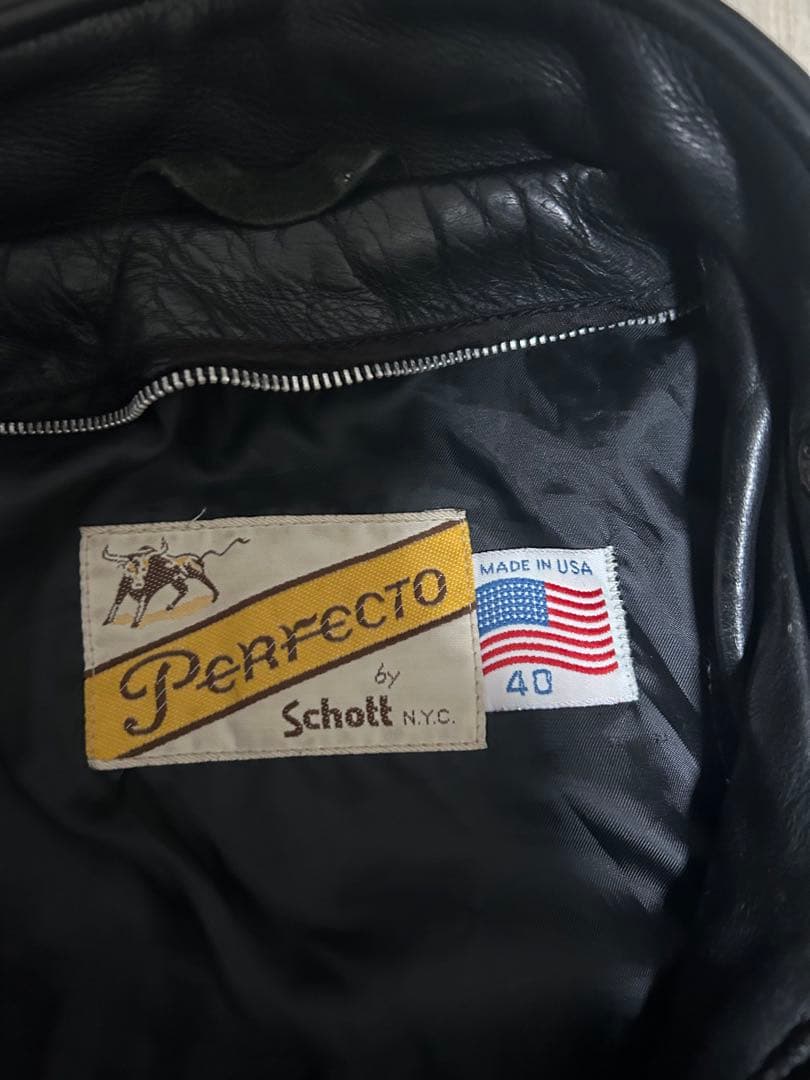 PERFECTO
by
Schott N.Y.C.
MADE IN USA
40